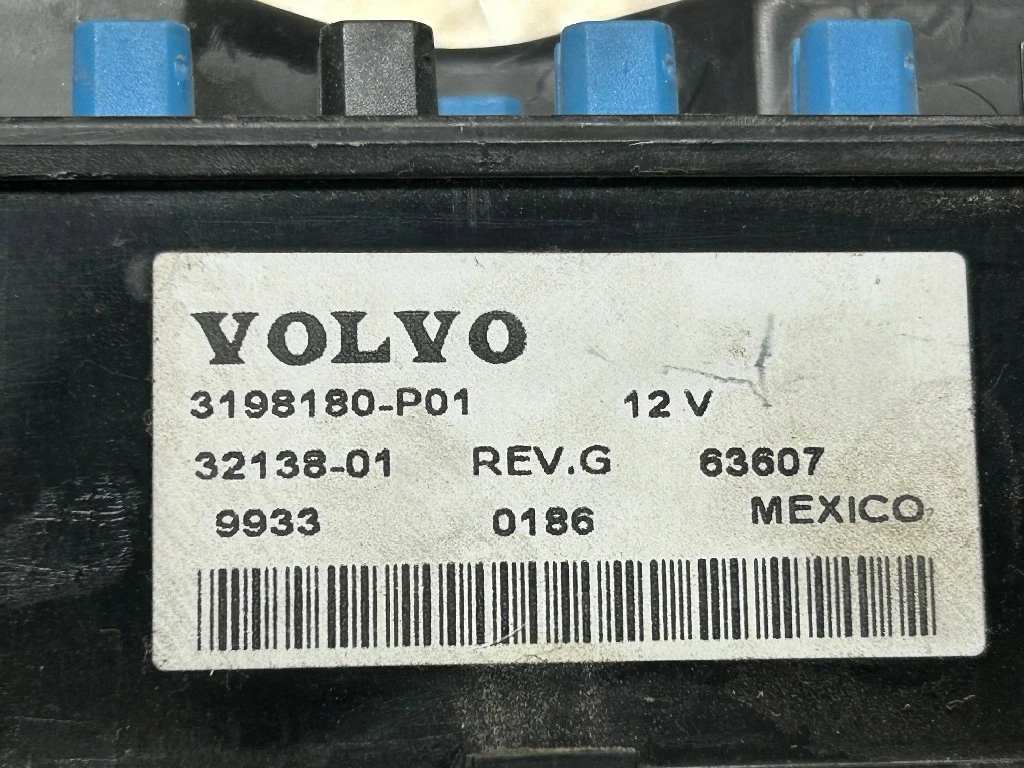 VOLVO
3198180-P01 12 V
32138-01 REV.G 63607
9933 0186 MEXICO